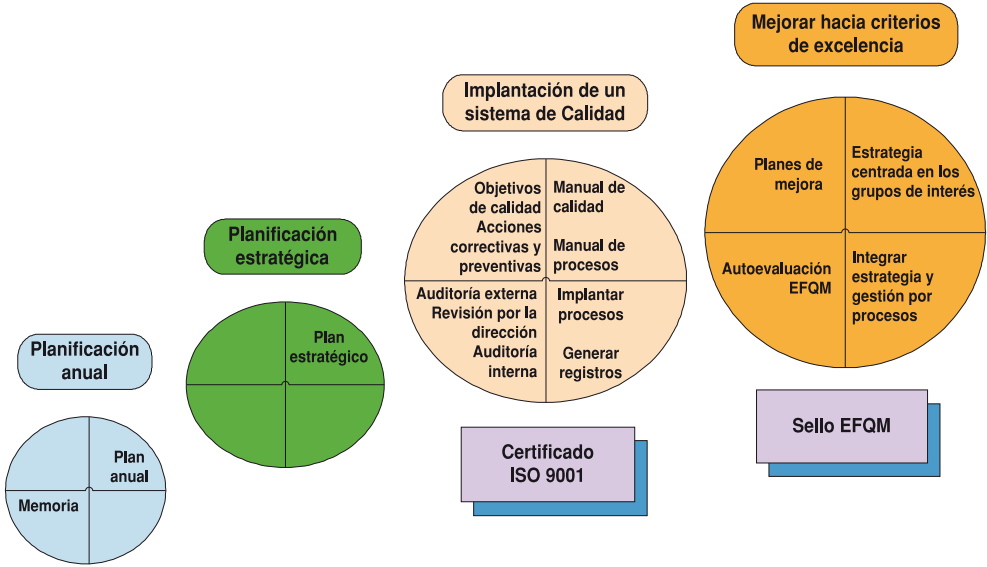 Planificación
anual
Plan
anual
Memoria
Planificación
estratégica
Plan
estratégico
Implantación de un
sistema de Calidad
Objetivos
de calidad
Acciones
correctivas y
preventivas
Manual de
calidad
Manual de
procesos
Auditoría externa
Revisión por la
dirección
Auditoría
interna
Implantar
procesos
Generar
registros
Certificado
ISO 9001
Mejorar hacia criterios
de excelencia
Planes de
mejora
Estrategia
centrada en los
grupos de interés
Autoevaluación
EFQM
Integrar
estrategia y
gestión por
procesos
Sello EFQM